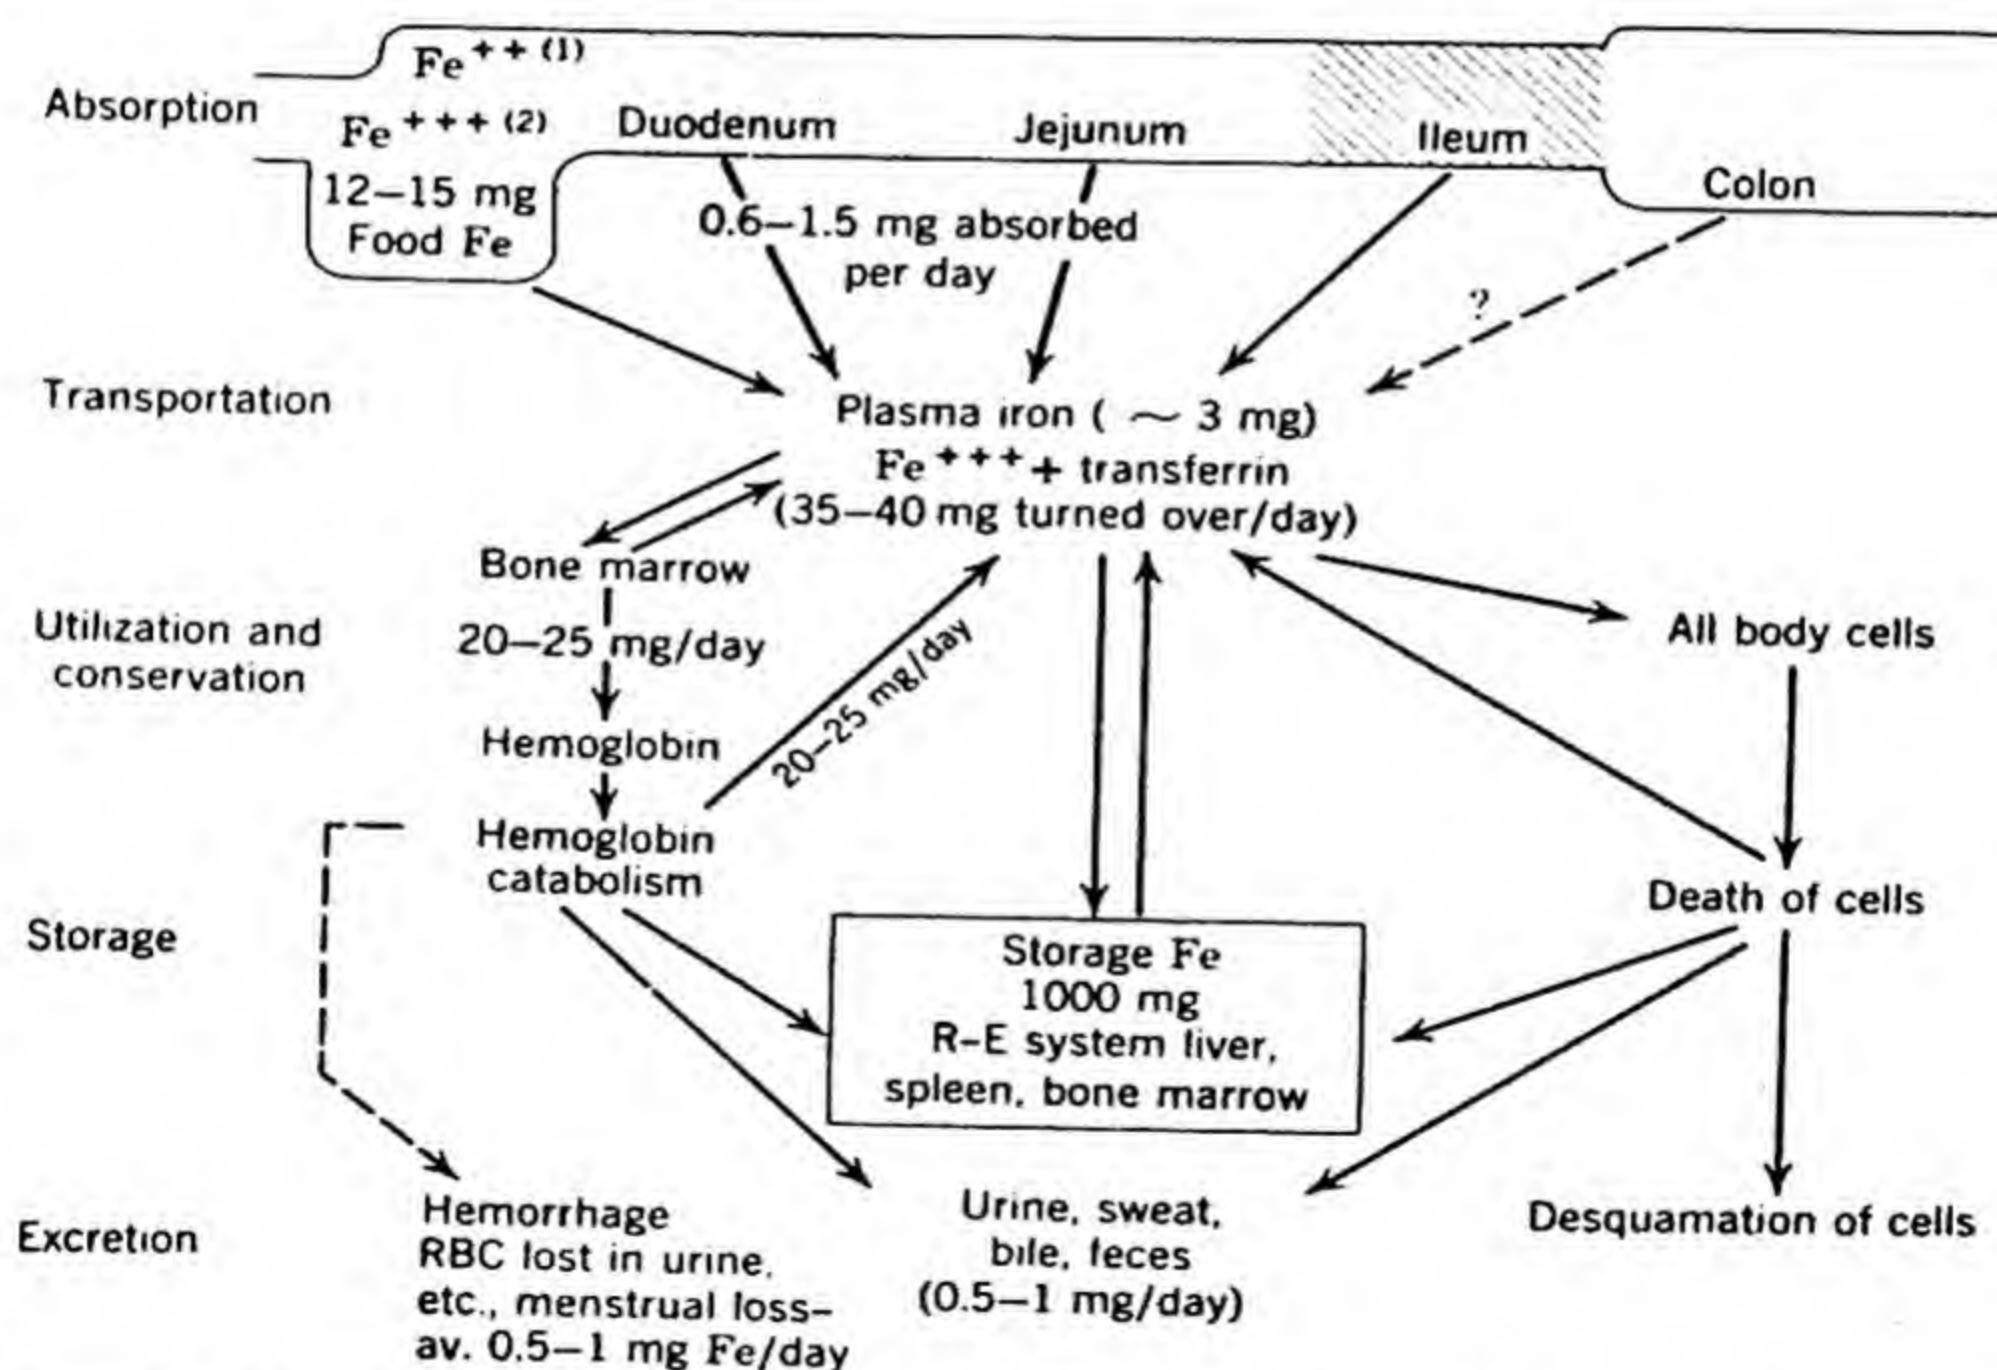 Absorption
Fe++ (1)
Fe+++ (2)
12–15 mg
Food Fe
Duodenum
Jejunum
Ileum
Colon
0.6–1.5 mg absorbed
per day
?
Transportation
Plasma iron ( ~ 3 mg)
Fe+++ + transferrin
(35–40 mg turned over/day)
Utilization and
conservation
Bone marrow
20–25 mg/day
Hemoglobin
Hemoglobin
catabolism
20–25 mg/day
All body cells
Death of cells
Storage
Storage Fe
1000 mg
R–E system liver,
spleen, bone marrow
Excretion
Hemorrhage
RBC lost in urine,
etc., menstrual loss–
av. 0.5–1 mg Fe/day
Urine, sweat,
bile, feces
(0.5–1 mg/day)
Desquamation of cells